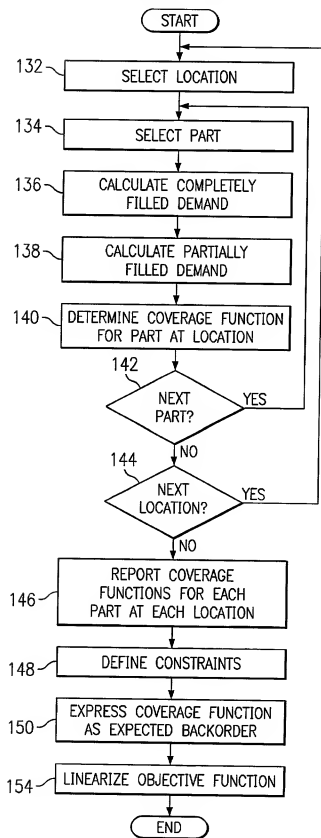 START
132
SELECT LOCATION
134
SELECT PART
136
CALCULATE COMPLETELY
FILLED DEMAND
138
CALCULATE PARTIALLY
FILLED DEMAND
140
DETERMINE COVERAGE FUNCTION
FOR PART AT LOCATION
142
NEXT
PART?
YES
NO
144
NEXT
LOCATION?
YES
NO
146
REPORT COVERAGE
FUNCTIONS FOR EACH
PART AT EACH LOCATION
148
DEFINE CONSTRAINTS
150
EXPRESS COVERAGE FUNCTION
AS EXPECTED BACKORDER
154
LINEARIZE OBJECTIVE FUNCTION
END